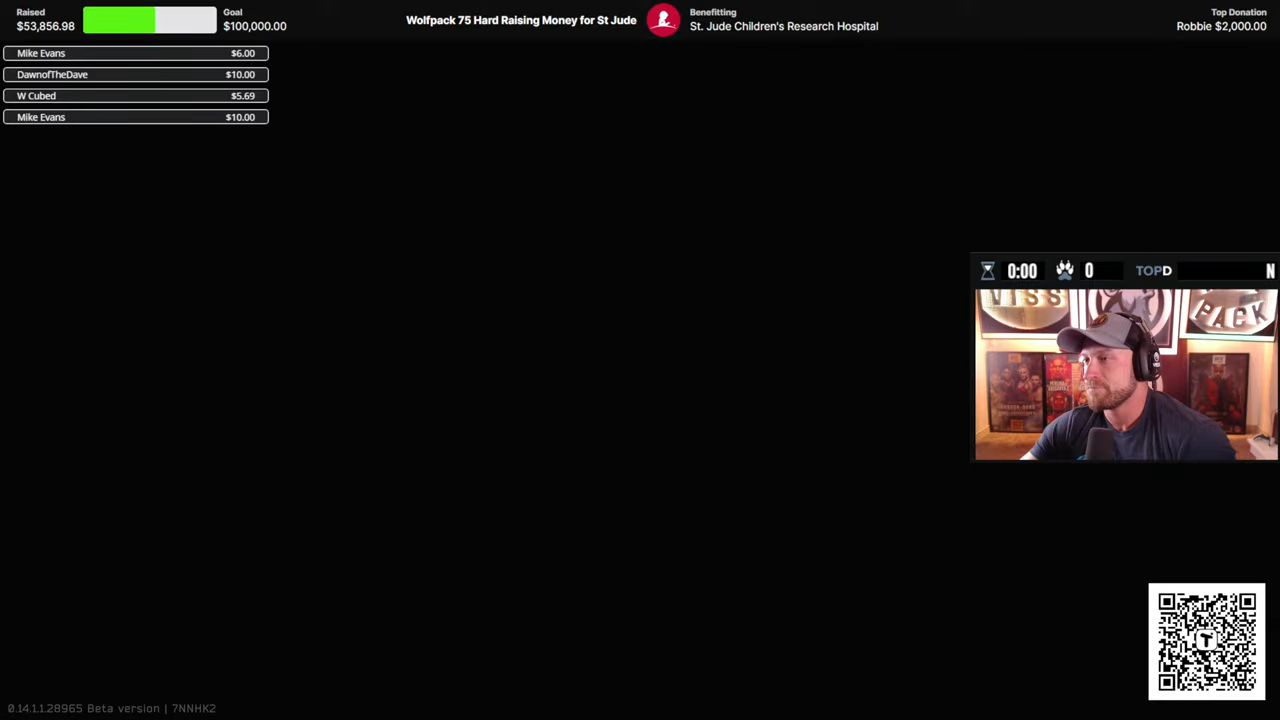 Raised
$53,856.98
Goal
$100,000.00
Wolfpack 75 Hard Raising Money for St Jude
Benefitting
St. Jude Children's Research Hospital
Top Donation
Robbie $2,000.00
Mike Evans $6.00
DawnofTheDave $10.00
W Cubed $5.69
Mike Evans $10.00
0:00 0 TOPD N
VISS
PACK
T
0.14.1.1.28965 Beta version | 7NNHK2